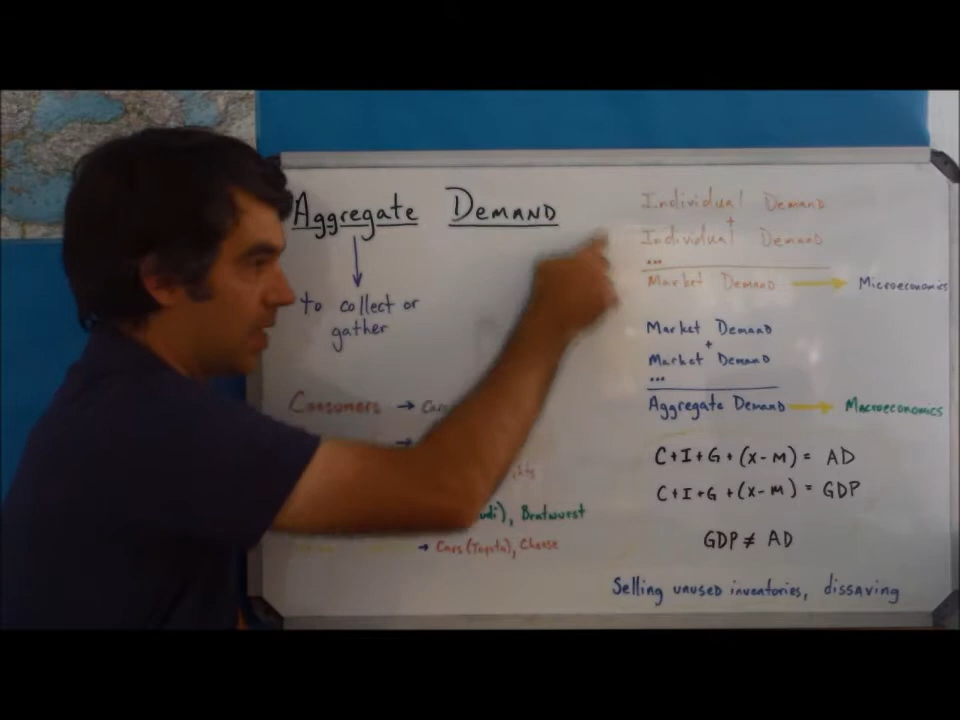 Aggregate Demand
to collect or
gather
Consumers →
→
udi), Bratwurst
→ Cars (Toyota), Cheese
Individual Demand
+
Individual Demand
...
Market Demand → Microeconomics
Market Demand
+
Market Demand
...
Aggregate Demand → Macroeconomics
C+I+G+(X-M) = AD
C+I+G+(X-M) = GDP
GDP ≠ AD
Selling unused inventories, dissaving